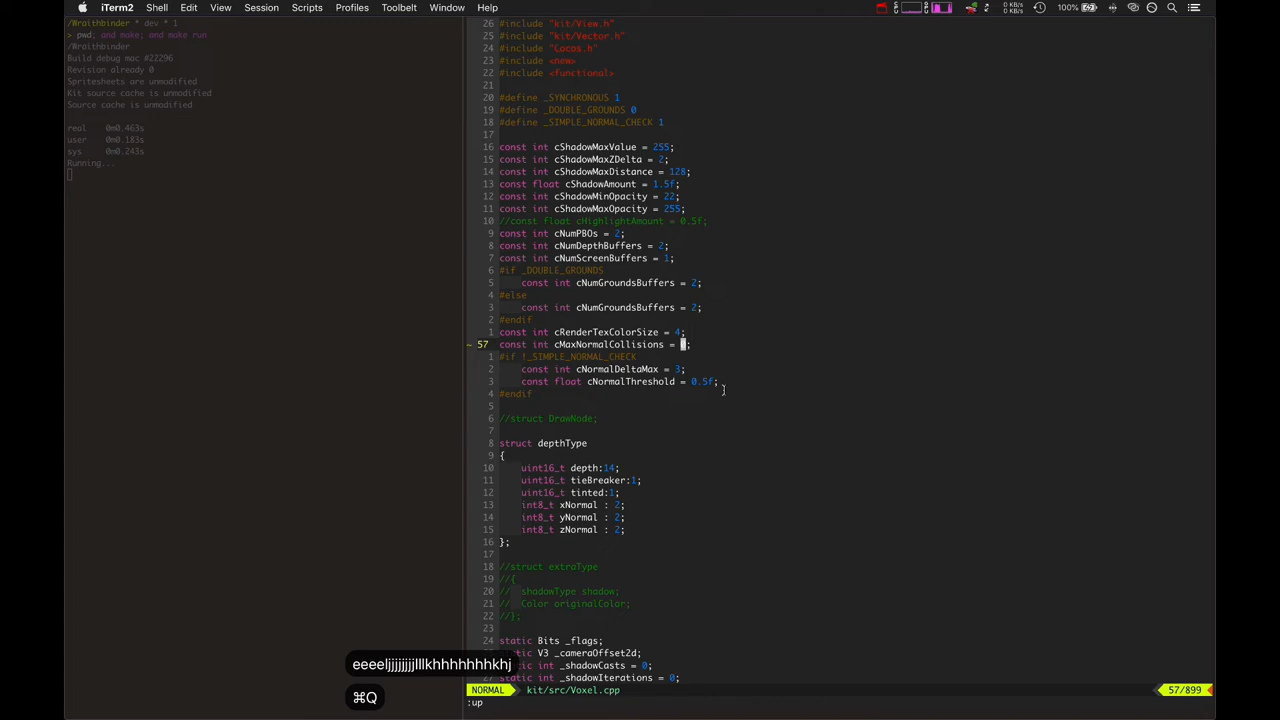 iTerm2 Shell Edit View Session Scripts Profiles Toolbelt Window Help 0 KB/s 0 KB/s 100%
/Wraithbinder * dev * 1
> pwd; and make; and make run
/Wraithbinder
Build debug mac #22296
Revision already 0
Spritesheets are unmodified
Kit source cache is unmodified
Source cache is unmodified
real 0m0.463s
user 0m0.183s
sys 0m0.243s
Running...
26 #include "kit/View.h"
25 #include "kit/Vector.h"
24 #include "Cocos.h"
23 #include <new>
22 #include <functional>
21
20 #define _SYNCHRONOUS 1
19 #define _DOUBLE_GROUNDS 0
18 #define _SIMPLE_NORMAL_CHECK 1
17
16 const int cShadowMaxValue = 255;
15 const int cShadowMaxZDelta = 2;
14 const int cShadowMaxDistance = 128;
13 const float cShadowAmount = 1.5f;
12 const int cShadowMinOpacity = 22;
11 const int cShadowMaxOpacity = 255;
10 //const float cHighlightAmount = 0.5f;
9 const int cNumPBOs = 2;
8 const int cNumDepthBuffers = 2;
7 const int cNumScreenBuffers = 1;
6 #if _DOUBLE_GROUNDS
5 const int cNumGroundsBuffers = 2;
4 #else
3 const int cNumGroundsBuffers = 2;
2 #endif
1 const int cRenderTexColorSize = 4;
~ 57 const int cMaxNormalCollisions = 0;
1 #if !_SIMPLE_NORMAL_CHECK
2 const int cNormalDeltaMax = 3;
3 const float cNormalThreshold = 0.5f;
4 #endif
5
6 //struct DrawNode;
7
8 struct depthType
9 {
10 uint16_t depth:14;
11 uint16_t tieBreaker:1;
12 uint16_t tinted:1;
13 int8_t xNormal : 2;
14 int8_t yNormal : 2;
15 int8_t zNormal : 2;
16 };
17
18 //struct extraType
19 //{
20 // shadowType shadow;
21 // Color originalColor;
22 //};
23
24 static Bits _flags;
25 static V3 _cameraOffset2d;
static int _shadowCasts = 0;
27 static int _shadowIterations = 0;
⌘Q
NORMAL kit/src/Voxel.cpp 57/899
:up